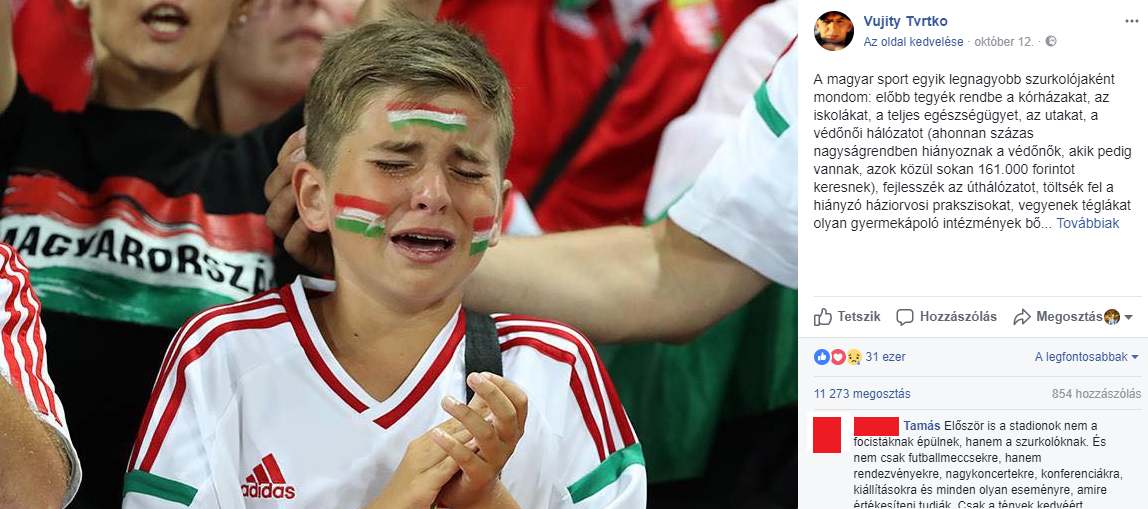 MAGYARORSZÁ
adidas
Vujity Tvrtko
Az oldal kedvelése · október 12. ·
A magyar sport egyik legnagyobb szurkolójaként
mondom: előbb tegyék rendbe a kórházakat, az
iskolákat, a teljes egészségügyet, az utakat, a
védőnői hálózatot (ahonnan százas
nagyságrendben hiányoznak a védőnők, akik pedig
vannak, azok közül sokan 161.000 forintot
keresnek), fejlesszék az úthálózatot, töltsék fel a
hiányzó háziorvosi prakszisokat, vegyenek téglákat
olyan gyermekápoló intézmények bő... Továbbiak
Tetszik Hozzászólás Megosztás
31 ezer A legfontosabbak
11 273 megosztás 854 hozzászólás
Tamás Először is a stadionok nem a
focistáknak épülnek, hanem a szurkolóknak. És
nem csak futballmeccsekre, hanem
rendezvényekre, nagykoncertekre, konferenciákra,
kiállításokra és minden olyan eseményre, amire
értékesíteni tudják. Csak a tények kedvéért